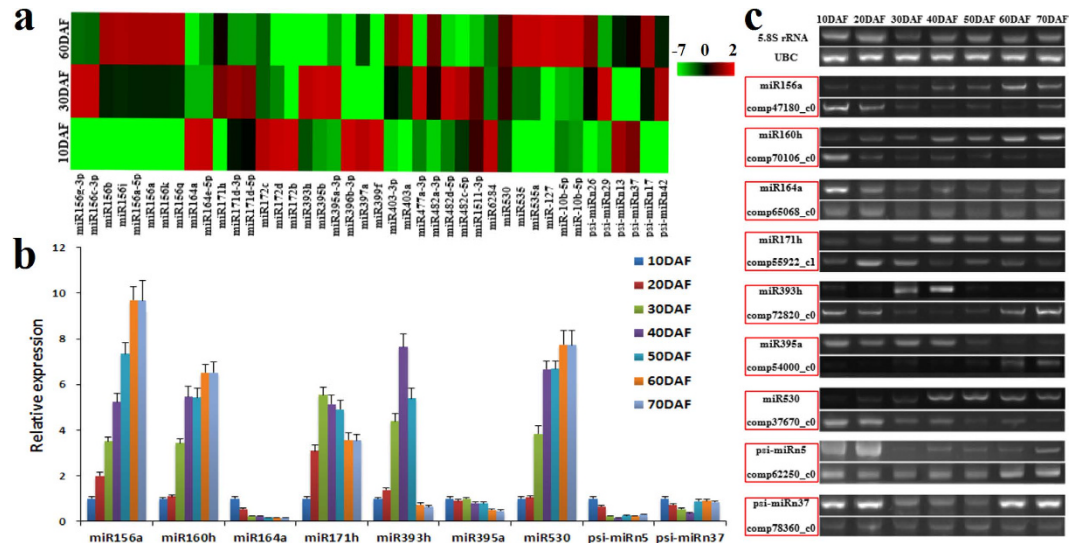 a
60DAF
30DAF
10DAF
-7 0 2
miR156g-3p
miR156c-3p
miR156b
miR156j
miR156a-5p
miR156a
miR156k
miR156q
miR164a
miR164e-5p
miR171h
miR171d-3p
miR171d-5p
miR172c
miR172d
miR172b
miR393h
miR395b
miR395a-3p
miR396b-3p
miR397a
miR399f
miR403-3p
miR403a
miR477a-3p
miR482a-3p
miR482d-5p
miR482c-5p
miR1511-3p
miR6284
miR530
miR535
miR535a
miR-127
miR-10b-5p
miR-10b-5p
psi-miRn26
psi-miRn29
psi-miRn13
psi-miRn37
psi-miRn17
psi-miRn42
b
Relative expression
12
10
8
6
4
2
0
10DAF
20DAF
30DAF
40DAF
50DAF
60DAF
70DAF
miR156a miR160h miR164a miR171h miR393h miR395a miR530 psi-miRn5 psi-miRn37
c
10DAF 20DAF 30DAF 40DAF 50DAF 60DAF 70DAF
5.8S rRNA
UBC
miR156a
comp47180_c0
miR160h
comp70106_c0
miR164a
comp65068_c0
miR171h
comp55922_c1
miR393h
comp72820_c0
miR395a
comp54000_c0
miR530
comp37670_c0
psi-miRn5
comp62250_c0
psi-miRn37
comp78360_c0